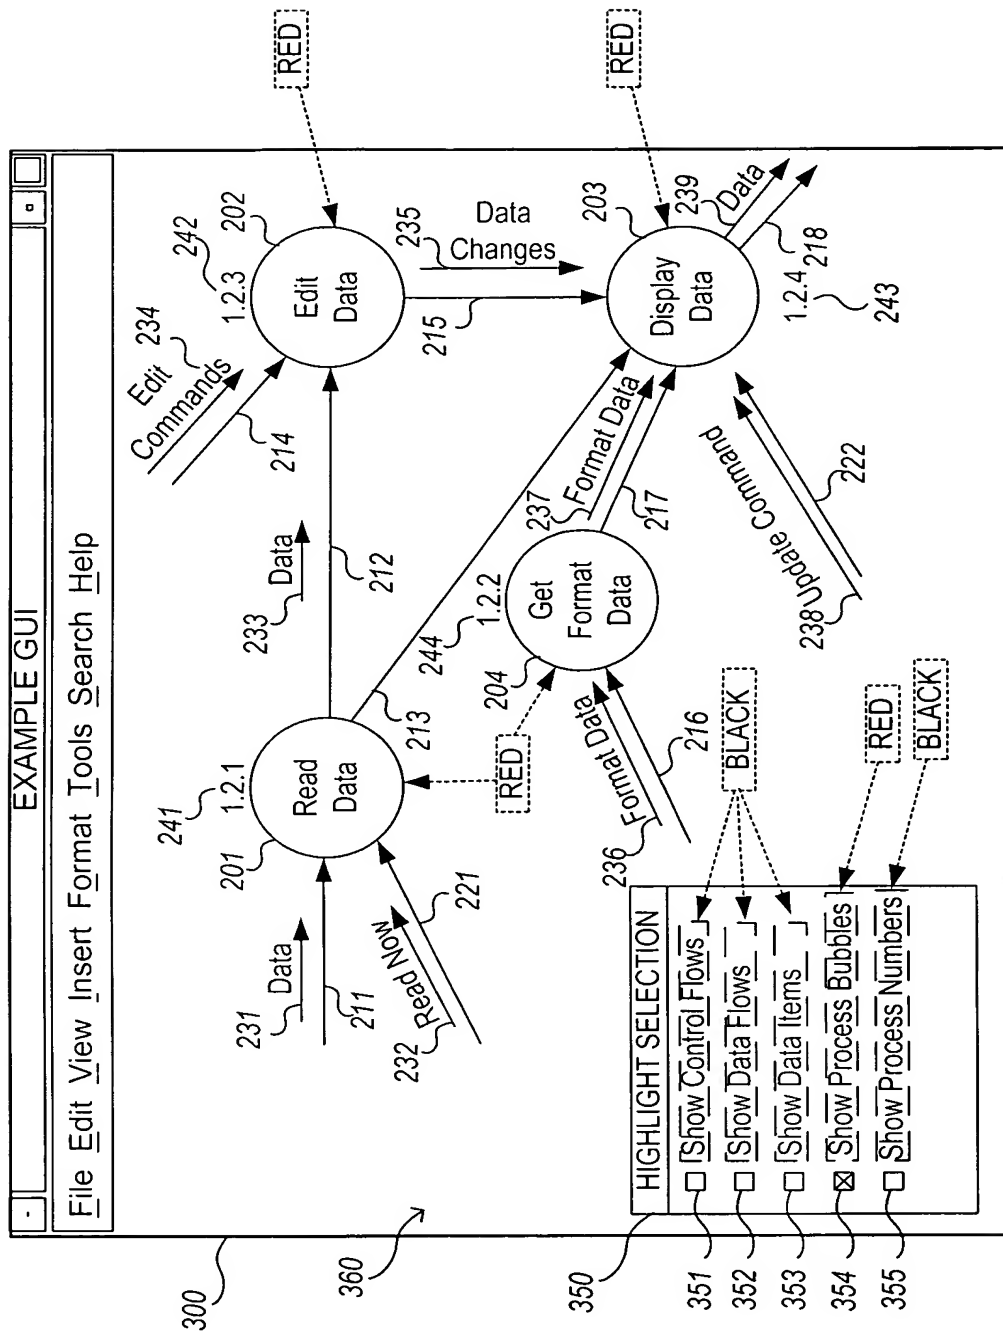 EXAMPLE GUI
File Edit View Insert Format Tools Search Help
300
360
Edit
Commands
234
214
242
1.2.3
202
Edit
Data
RED
233
Data
212
241
1.2.1
201
Read
Data
231
Data
211
232
Read Now
221
213
235
Data
Changes
215
244
1.2.2
204
Get
Format
Data
RED
237
Format Data
217
203
Display
Data
RED
239
Data
218
1.2.4
243
236
Format Data
216
238
Update Command
222
350
HIGHLIGHT SELECTION
351
Show Control Flows
352
Show Data Flows
353
Show Data Items
BLACK
354
Show Process Bubbles
RED
355
Show Process Numbers
BLACK